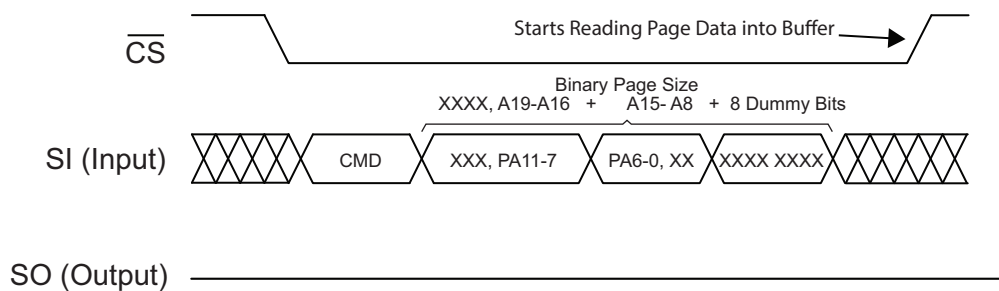 Starts Reading Page Data into Buffer
CS
Binary Page Size
XXXX, A19-A16 + A15- A8 + 8 Dummy Bits
SI (Input) CMD XXX, PA11-7 PA6-0, XX XXXX XXXX
SO (Output)